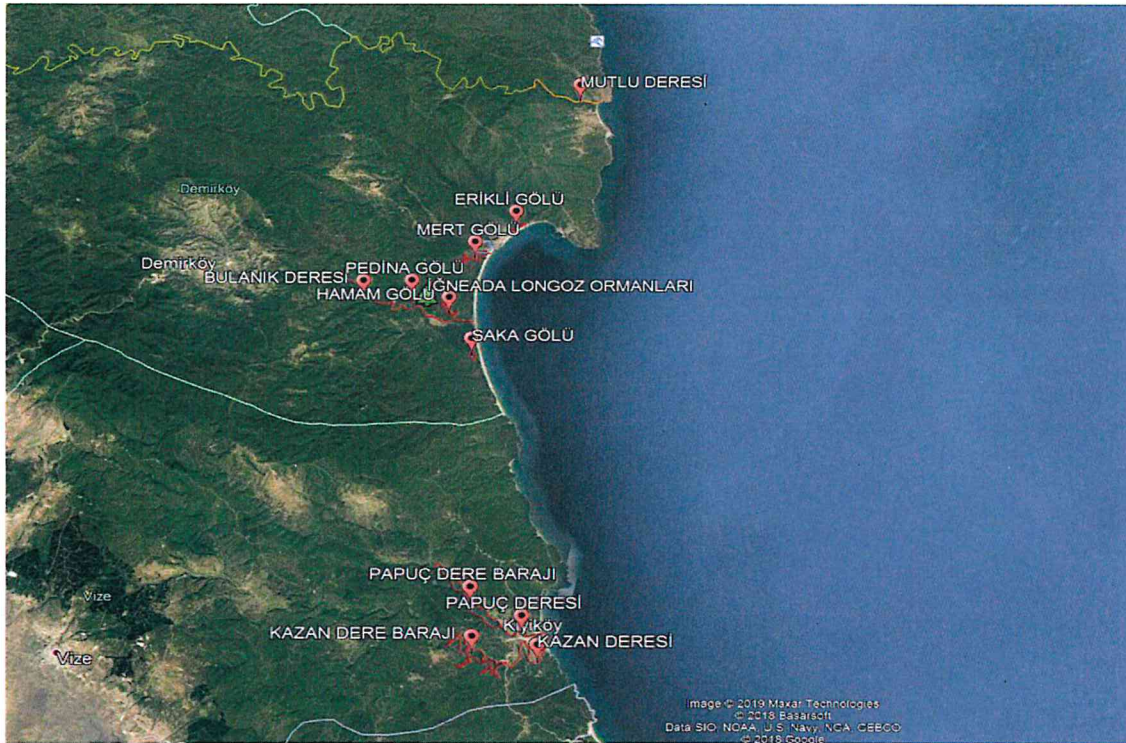 MUTLU DERESİ
Demirköy
ERİKLİ GÖLÜ
MERT GÖLÜ
Demirköy
PEDİNA GÖLÜ
BULANIK DERESİ
İĞNEADA LONGOZ ORMANLARI
HAMAM GÖLÜ
SAKA GÖLÜ
PAPUÇ DERE BARAJI
Vize
PAPUÇ DERESİ
Kıyıköy
KAZAN DERE BARAJI
KAZAN DERESİ
Vize
Image © 2019 Maxar Technologies
© 2018 Basarsoft
Data SIO, NOAA, U.S. Navy, NGA, GEBCO
© 2018 Google